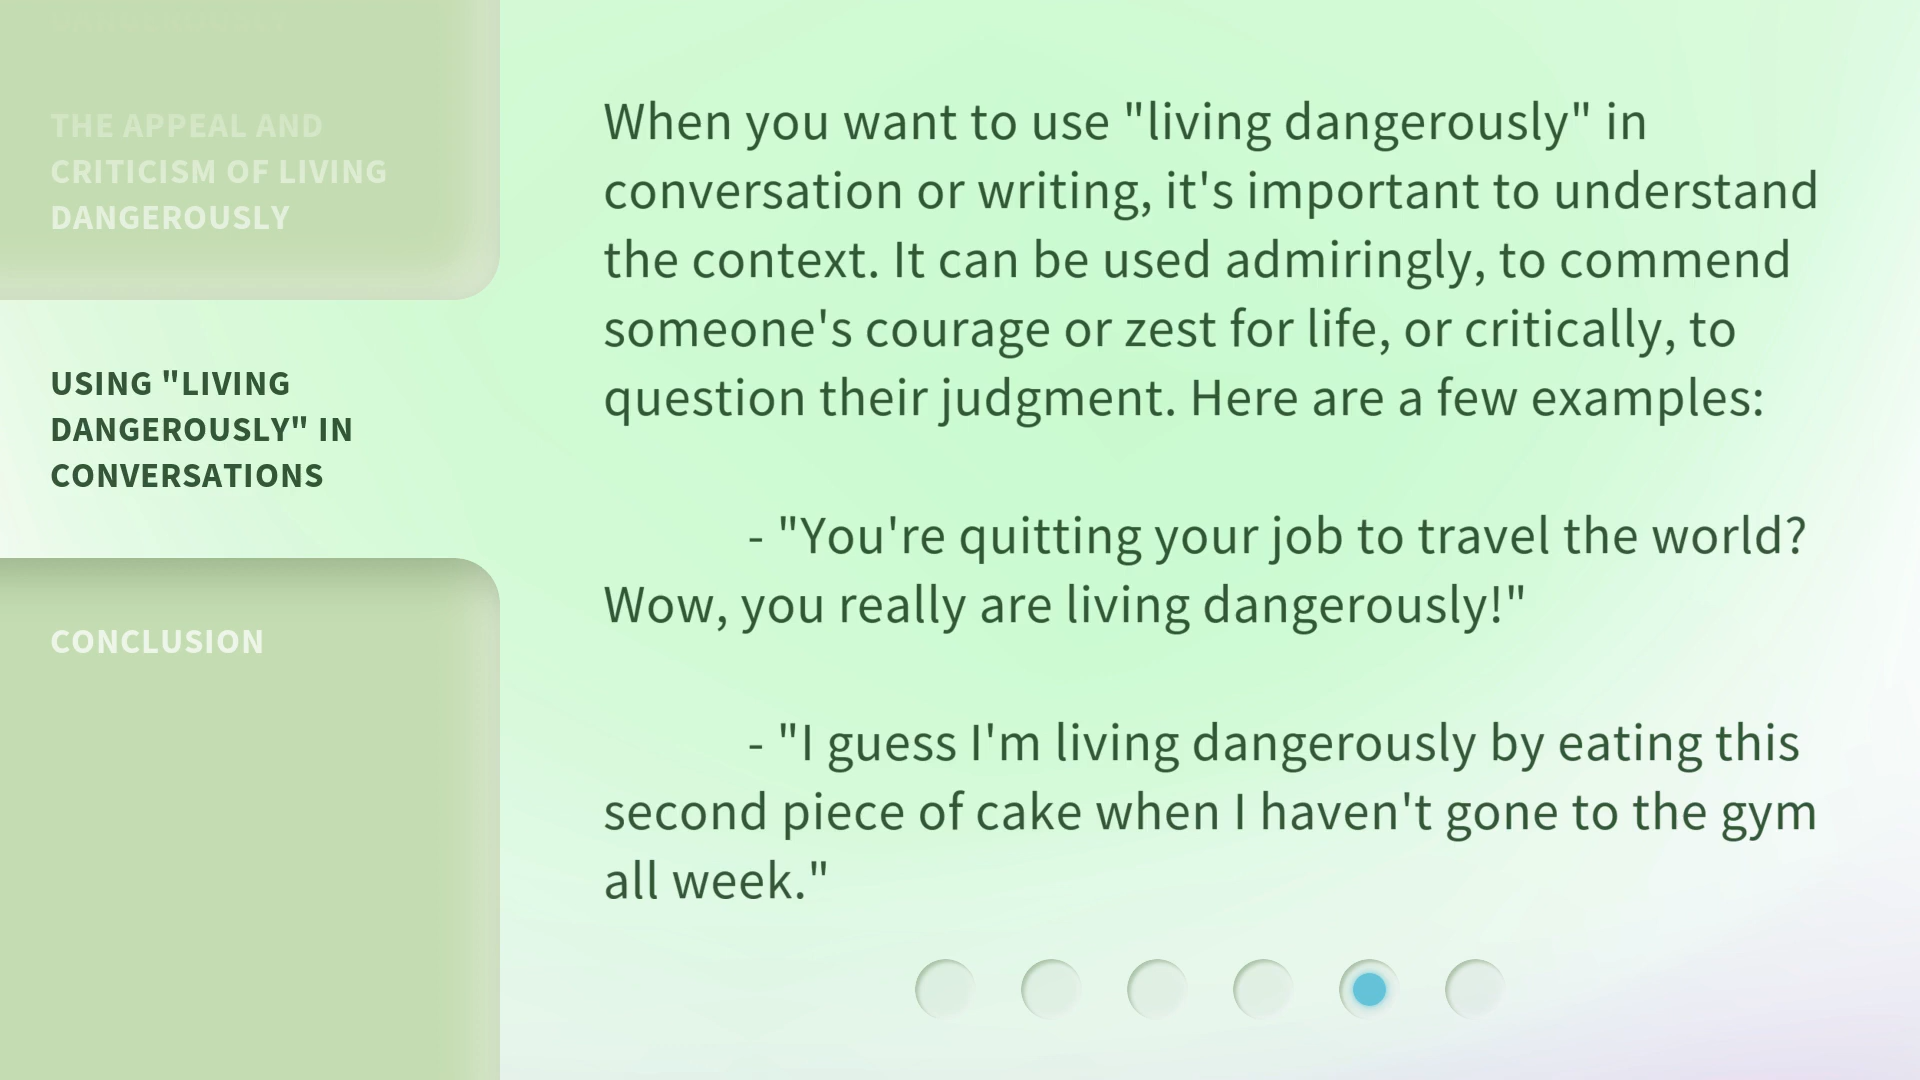 THE APPEAL AND
CRITICISM OF LIVING
DANGEROUSLY
USING "LIVING
DANGEROUSLY" IN
CONVERSATIONS
CONCLUSION
When you want to use "living dangerously" in
conversation or writing, it's important to understand
the context. It can be used admiringly, to commend
someone's courage or zest for life, or critically, to
question their judgment. Here are a few examples:
- "You're quitting your job to travel the world?
Wow, you really are living dangerously!"
- "I guess I'm living dangerously by eating this
second piece of cake when I haven't gone to the gym
all week."